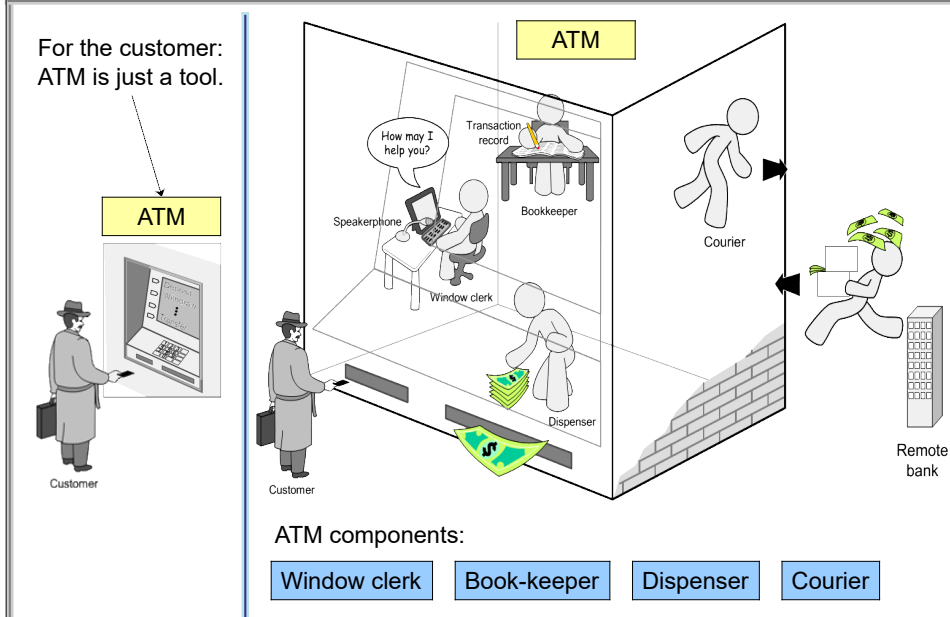 For the customer:
ATM is just a tool.
ATM
Customer
ATM
How may I
help you?
Transaction
record
Bookkeeper
Speakerphone
Window clerk
Courier
Dispenser
Customer
Remote
bank
ATM components:
Window clerk
Book-keeper
Dispenser
Courier